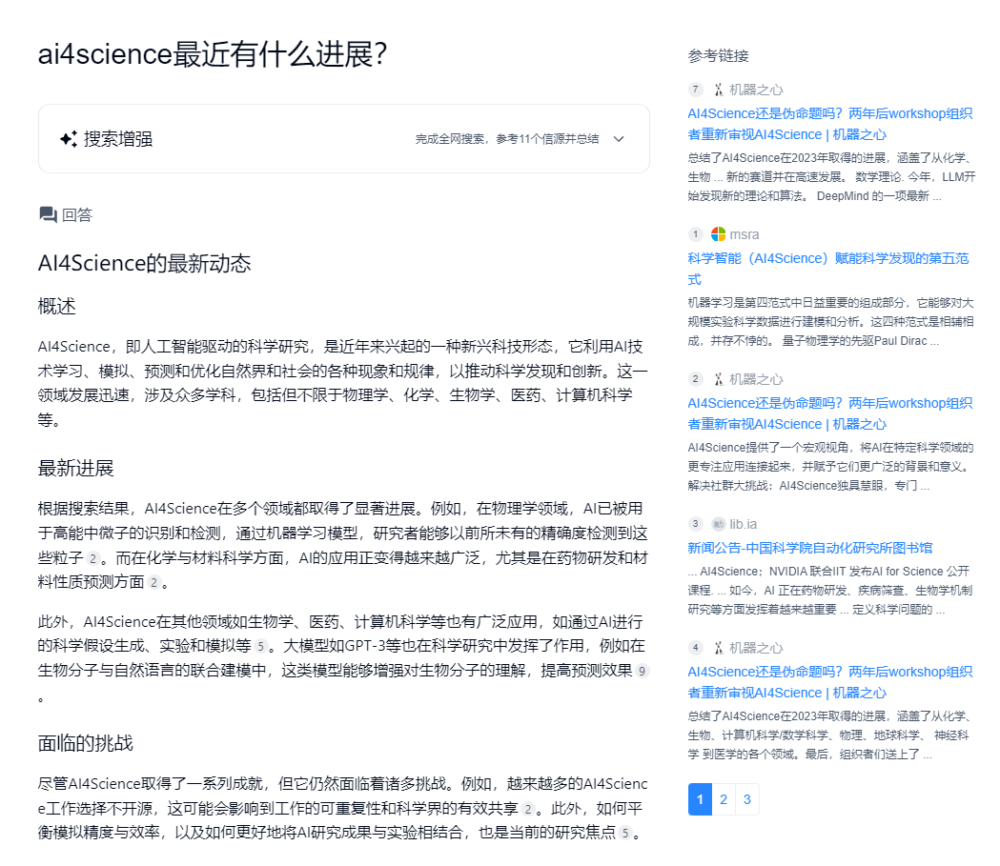 ai4science最近有什么进展？
搜索增强
完成全网搜索，参考11个信源并总结
回答
AI4Science的最新动态
概述
AI4Science，即人工智能驱动的科学研究，是近年来兴起的一种新兴科技形态，它利用AI技
术学习、模拟、预测和优化自然界和社会的各种现象和规律，以推动科学发现和创新。这一
领域发展迅速，涉及众多学科，包括但不限于物理学、化学、生物学、医药、计算机科学
等。
最新进展
根据搜索结果，AI4Science在多个领域都取得了显著进展。例如，在物理学领域，AI已被用
于高能中微子的识别和检测，通过机器学习模型，研究者能够以前所未有的精确度检测到这
些粒子 2 。而在化学与材料科学方面，AI的应用正变得越来越广泛，尤其是在药物研发和材
料性质预测方面 2 。
此外，AI4Science在其他领域如生物学、医药、计算机科学等也有广泛应用，如通过AI进行
的科学假设生成、实验和模拟等 5 。大模型如GPT-3等也在科学研究中发挥了作用，例如在
生物分子与自然语言的联合建模中，这类模型能够增强对生物分子的理解，提高预测效果 9
。
面临的挑战
尽管AI4Science取得了一系列成就，但它仍然面临着诸多挑战。例如，越来越多的AI4Scienc
e工作选择不开源，这可能会影响到工作的可重复性和科学界的有效共享 2 。此外，如何平
衡模拟精度与效率，以及如何更好地将AI研究成果与实验相结合，也是当前的研究焦点 5 。
参考链接
7 机器之心
AI4Science还是伪命题吗？两年后workshop组织
者重新审视AI4Science | 机器之心
总结了AI4Science在2023年取得的进展，涵盖了从化学、
生物 ... 新的赛道并在高速发展。 数学理论. 今年，LLM开
始发现新的理论和算法。 DeepMind 的一项最新 ...
1 msra
科学智能（AI4Science）赋能科学发现的第五范
式
机器学习是第四范式中日益重要的组成部分，它能够对大
规模实验科学数据进行建模和分析。这四种范式是相辅相
成，并存不悖的。 量子物理学的先驱Paul Dirac ...
2 机器之心
AI4Science还是伪命题吗？两年后workshop组织
者重新审视AI4Science | 机器之心
AI4Science提供了一个宏观视角，将AI在特定科学领域的
更专注应用连接起来，并赋予它们更广泛的背景和意义。
解决社群大挑战：AI4Science独具慧眼，专门 ...
3 lib.ia
新闻公告-中国科学院自动化研究所图书馆
... AI4Science；NVIDIA 联合IIT 发布AI for Science 公开
课程. ... 如今，AI 正在药物研发、疾病筛查、生物学机制
研究等方面发挥着越来越重要 ... 定义科学问题的 ...
4 机器之心
AI4Science还是伪命题吗？两年后workshop组织
者重新审视AI4Science | 机器之心
总结了AI4Science在2023年取得的进展，涵盖了从化学、
生物、计算机科学/数学科学、物理、地球科学、 神经科
学 到医学的各个领域。最后，组织者们送上了 ...
1 2 3